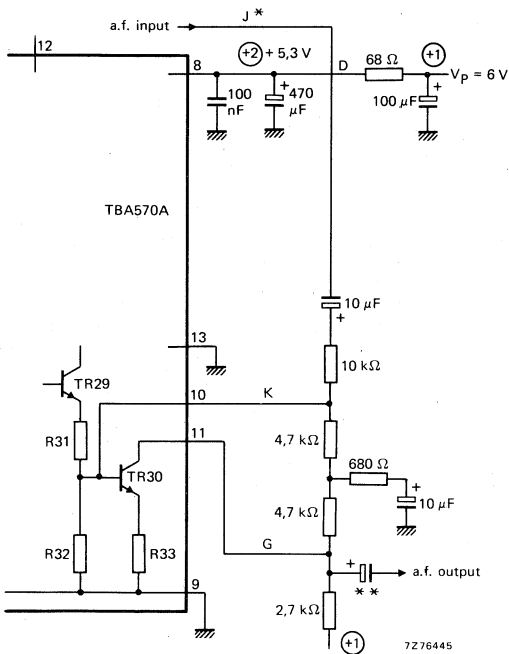 a.f. input
J *
12
8
+2 + 5,3 V
D
68 Ω
+1
VP = 6 V
100 nF
+
470 µF
100 µF
+
TBA570A
10 µF
+
13
10 kΩ
TR29
10
K
R31
11
4,7 kΩ
680 Ω
TR30
+
10 µF
4,7 kΩ
R32
R33
G
+
a.f. output
* *
9
2,7 kΩ
+1
7Z76445